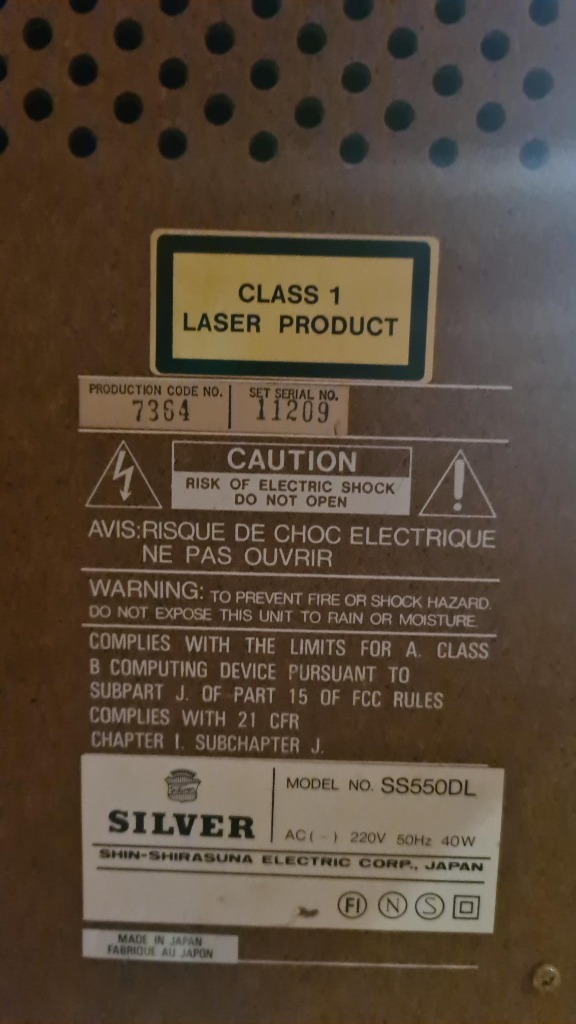 CLASS 1
LASER PRODUCT
PRODUCTION CODE NO. SET SERIAL NO.
7364 11209
CAUTION
RISK OF ELECTRIC SHOCK
DO NOT OPEN
AVIS:RISQUE DE CHOC ELECTRIQUE
NE PAS OUVRIR
WARNING: TO PREVENT FIRE OR SHOCK HAZARD.
DO NOT EXPOSE THIS UNIT TO RAIN OR MOISTURE.
COMPLIES WITH THE LIMITS FOR A. CLASS
B COMPUTING DEVICE PURSUANT TO
SUBPART J. OF PART 15 OF FCC RULES
COMPLIES WITH 21 CFR
CHAPTER I. SUBCHAPTER J.
MODEL NO. SS550DL
SILVER
AC(~) 220V 50Hz 40W
SHIN-SHIRASUNA ELECTRIC CORP., JAPAN
FI N S
MADE IN JAPAN
FABRIQUE AU JAPON